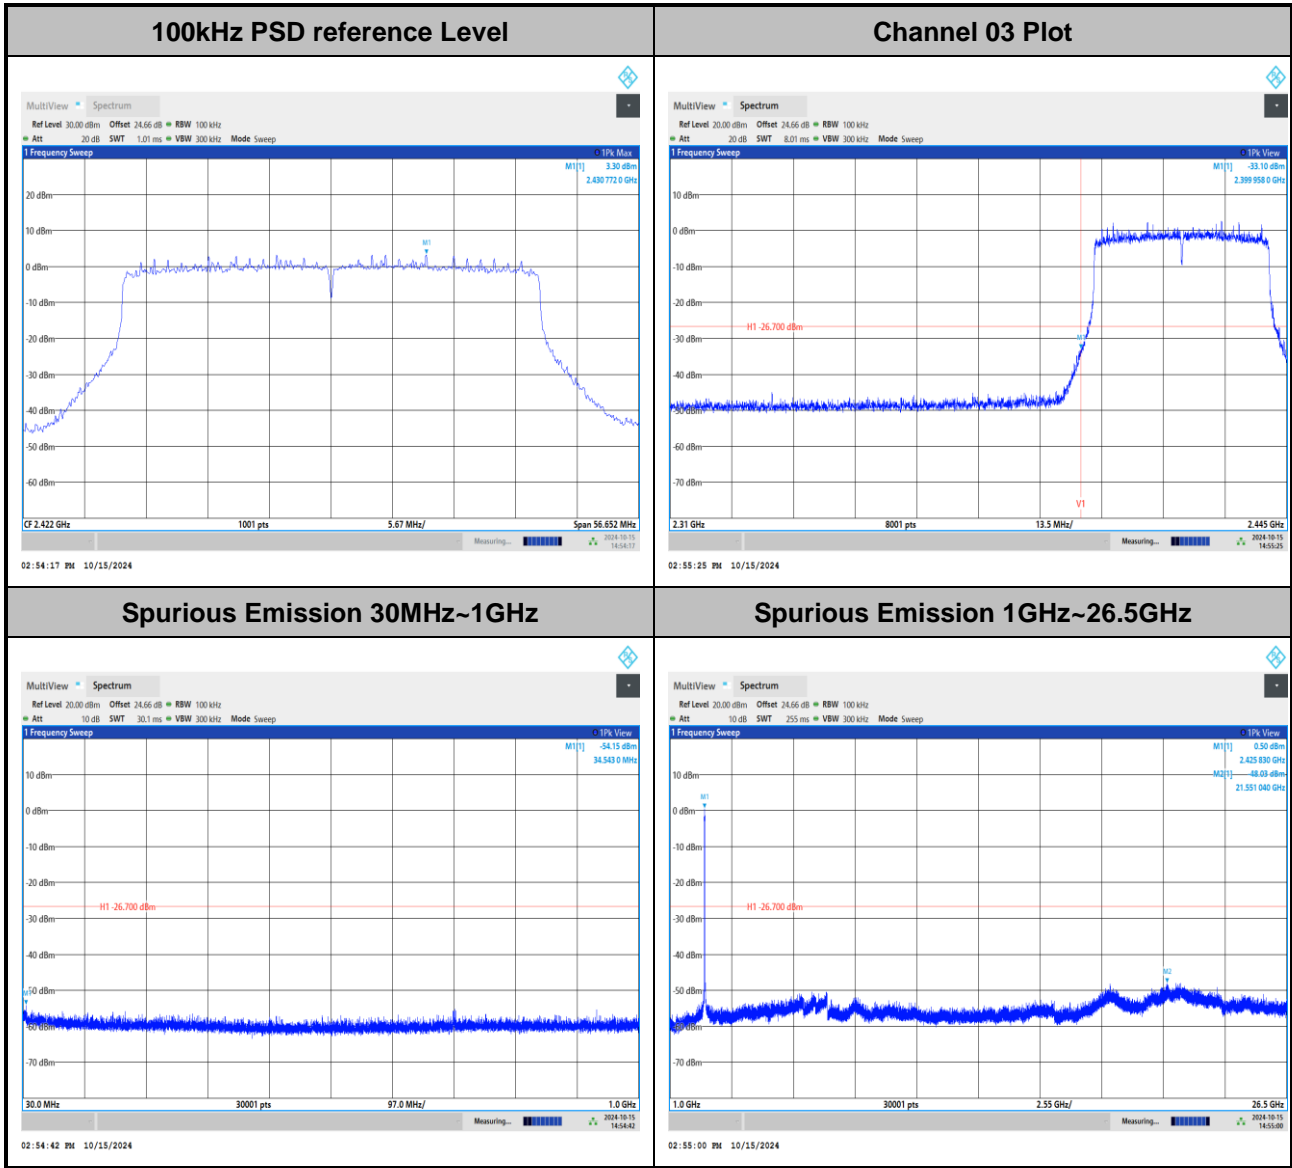 100kHz PSD reference Level
Channel 03 Plot
MultiView Spectrum
Ref Level 30.00 dBm Offset 24.66 dB RBW 100 kHz
Att 20 dB SWT 1.01 ms VBW 300 kHz Mode Sweep
1 Frequency Sweep 1Pk Max
M1[1] 3.30 dBm
2.430 772 0 GHz
M1
20 dBm
10 dBm
0 dBm
-10 dBm
-20 dBm
-30 dBm
-40 dBm
-50 dBm
-60 dBm
CF 2.422 GHz 1001 pts 5.67 MHz/ Span 56.652 MHz
Measuring... 2024-10-15
14:54:17
02:54:17 PM 10/15/2024
MultiView Spectrum
Ref Level 20.00 dBm Offset 24.66 dB RBW 100 kHz
Att 20 dB SWT 8.01 ms VBW 300 kHz Mode Sweep
1 Frequency Sweep 1Pk View
M1[1] -33.10 dBm
2.399 958 0 GHz
10 dBm
0 dBm
-10 dBm
-20 dBm
H1 -26.700 dBm
-30 dBm
M1
-40 dBm
-50 dBm
-60 dBm
-70 dBm
V1
2.31 GHz 8001 pts 13.5 MHz/ 2.445 GHz
Measuring... 2024-10-15
14:55:25
02:55:25 PM 10/15/2024
Spurious Emission 30MHz~1GHz
Spurious Emission 1GHz~26.5GHz
MultiView Spectrum
Ref Level 20.00 dBm Offset 24.66 dB RBW 100 kHz
Att 10 dB SWT 30.1 ms VBW 300 kHz Mode Sweep
1 Frequency Sweep 1Pk View
M1[1] -54.15 dBm
34.543 0 MHz
10 dBm
0 dBm
-10 dBm
-20 dBm
H1 -26.700 dBm
-30 dBm
-40 dBm
-50 dBm
-60 dBm
-70 dBm
30.0 MHz 30001 pts 97.0 MHz/ 1.0 GHz
Measuring... 2024-10-15
14:54:42
02:54:42 PM 10/15/2024
MultiView Spectrum
Ref Level 20.00 dBm Offset 24.66 dB RBW 100 kHz
Att 10 dB SWT 255 ms VBW 300 kHz Mode Sweep
1 Frequency Sweep 1Pk View
M1[1] 0.50 dBm
2.425 830 GHz
M2[1] -48.03 dBm
21.551 040 GHz
10 dBm
M1
0 dBm
-10 dBm
-20 dBm
H1 -26.700 dBm
-30 dBm
-40 dBm
M2
-50 dBm
-60 dBm
-70 dBm
1.0 GHz 30001 pts 2.55 GHz/ 26.5 GHz
Measuring... 2024-10-15
14:55:00
02:55:00 PM 10/15/2024